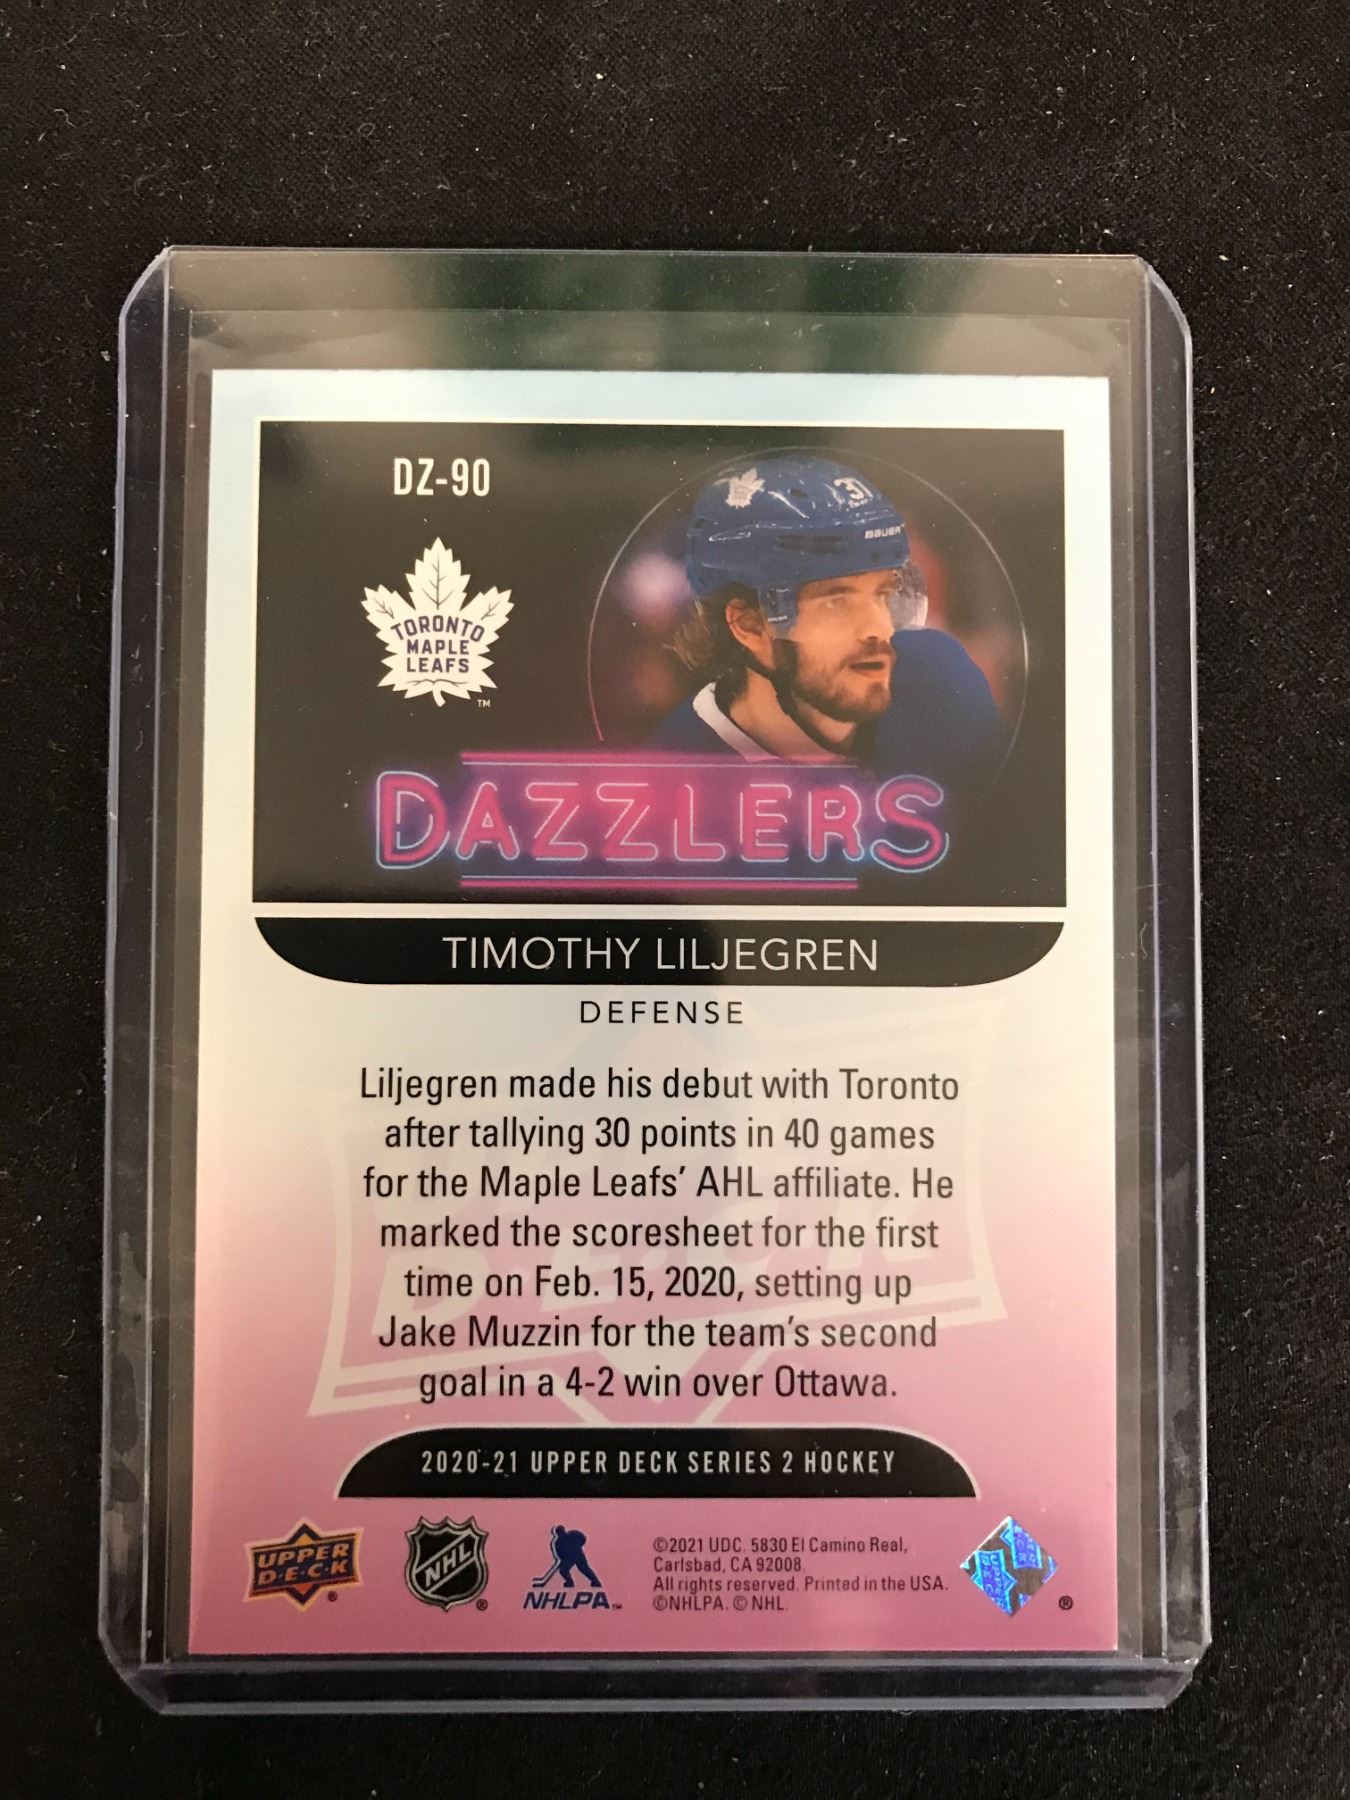 DZ-90
37
BAUER
TORONTO
MAPLE
LEAFS
™
DAZZLERS
TIMOTHY LILJEGREN
DEFENSE
Liljegren made his debut with Toronto
after tallying 30 points in 40 games
for the Maple Leafs’ AHL affiliate. He
marked the scoresheet for the first
time on Feb. 15, 2020, setting up
Jake Muzzin for the team’s second
goal in a 4-2 win over Ottawa.
2020-21 UPPER DECK SERIES 2 HOCKEY
UPPER
D·E·C·K
®
NHL
®
NHLPA™
©2021 UDC. 5830 El Camino Real,
Carlsbad, CA 92008.
All rights reserved. Printed in the USA.
©NHLPA. © NHL.
®